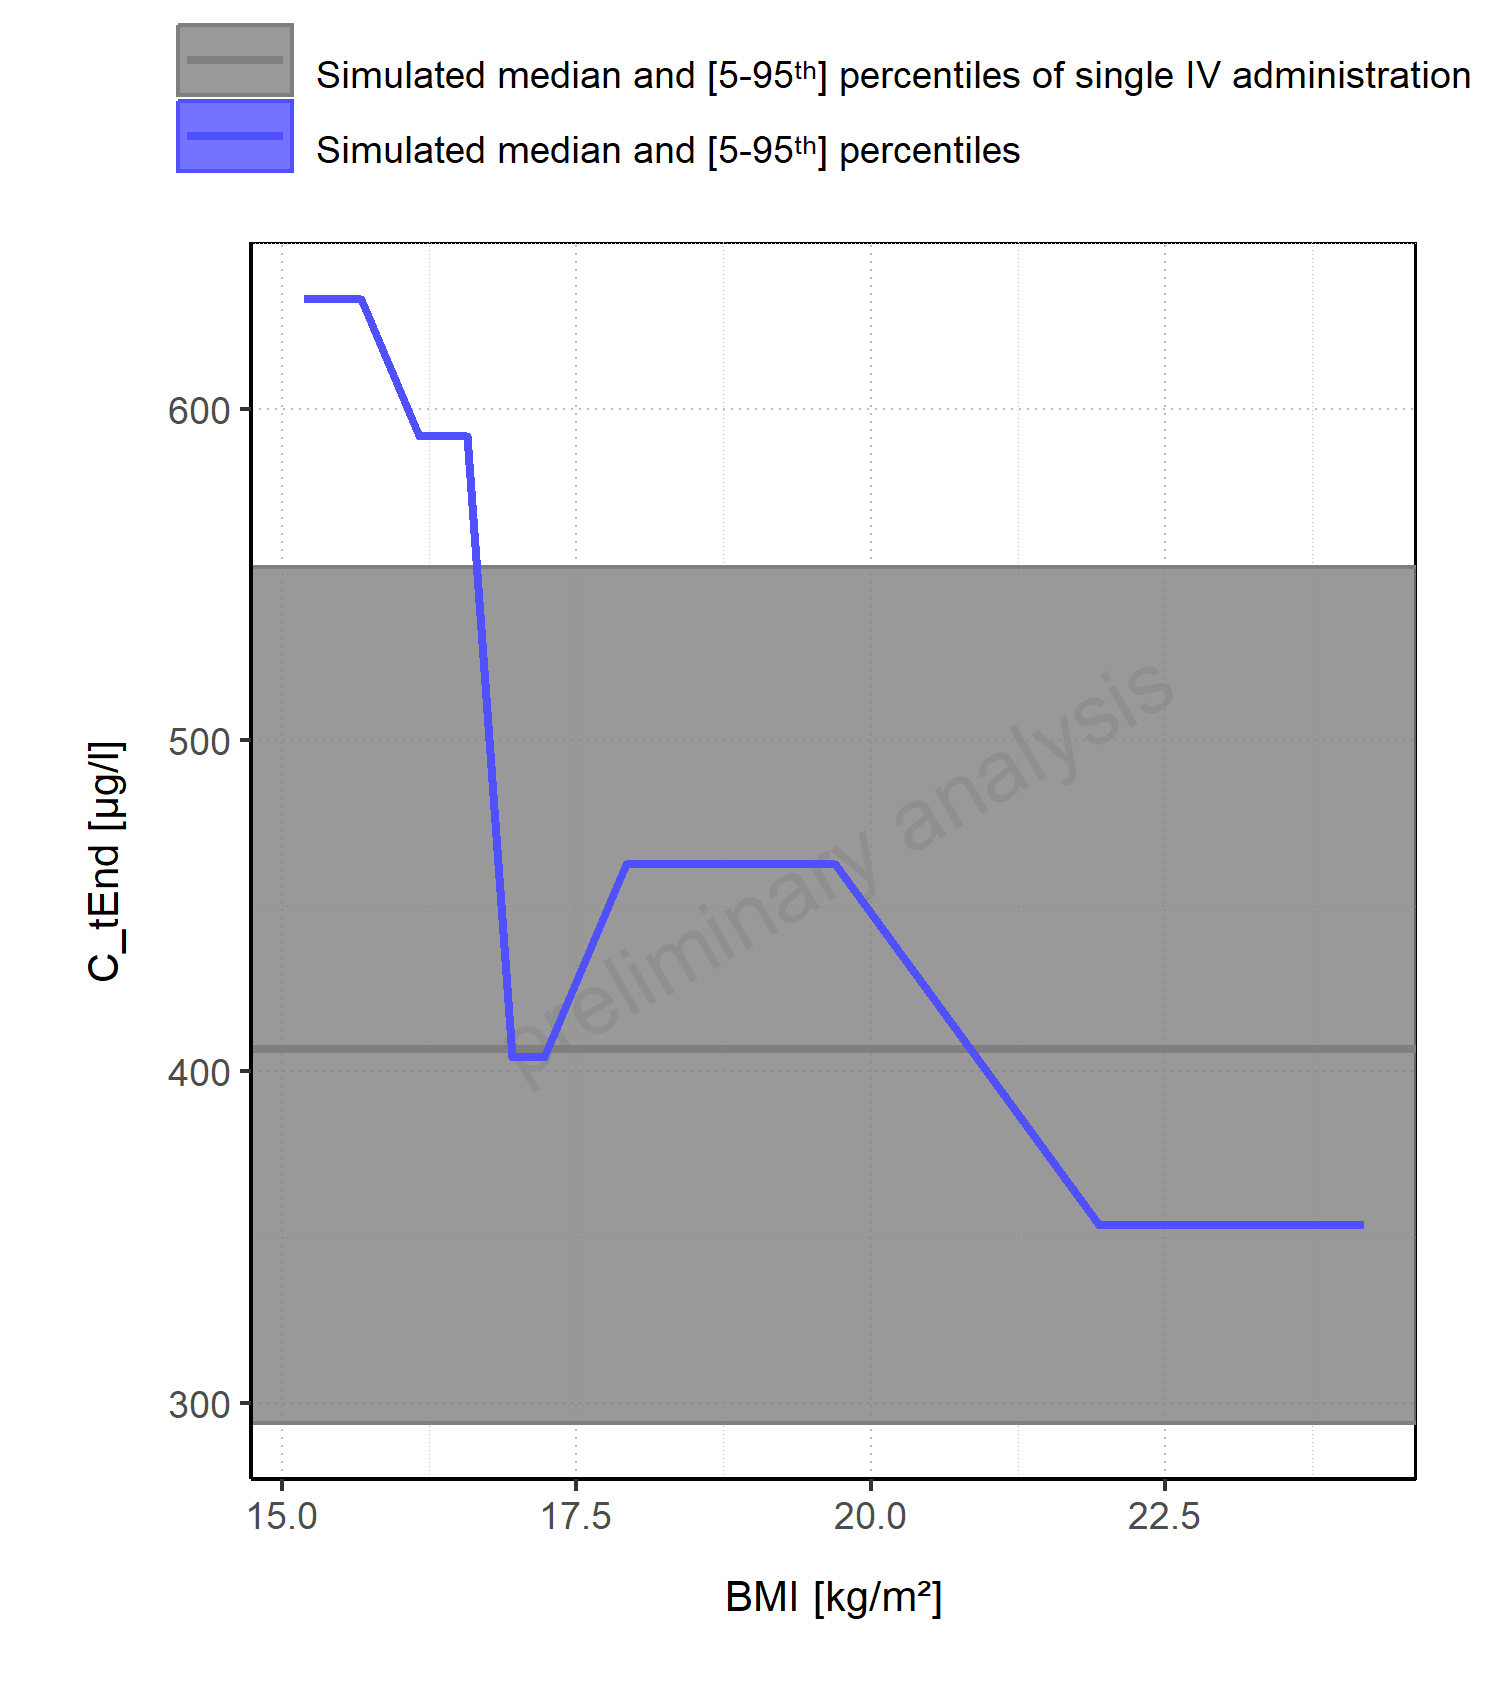 Simulated median and [5-95ᵗʰ] percentiles of single IV administration
Simulated median and [5-95ᵗʰ] percentiles
600
500
400
300
C_tEnd [µg/l]
preliminary analysis
15.0 17.5 20.0 22.5
BMI [kg/m²]